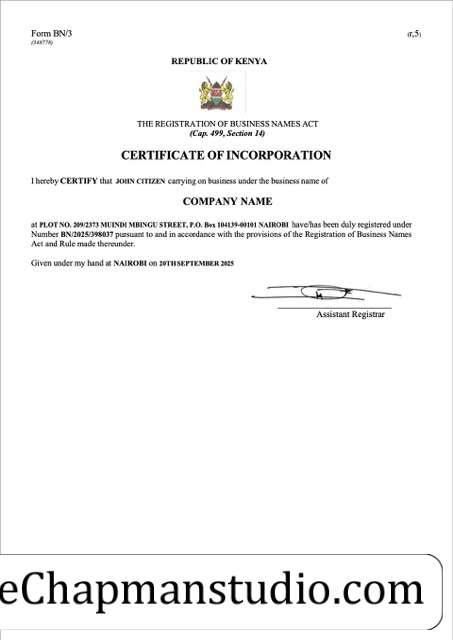 Form BN/3
(346778)
REPUBLIC OF KENYA
THE REGISTRATION OF BUSINESS NAMES ACT
(Cap. 499, Section 14)
CERTIFICATE OF INCORPORATION
I hereby CERTIFY that JOHN CITIZEN carrying on business under the business name of
COMPANY NAME
at PLOT NO. 209/2373 MUINDI MBINGU STREET, P.O. Box 104139-00101 NAIROBI have/has been duly registered under
Number BN/2025/398037 pursuant to and in accordance with the provisions of the Registration of Business Names
Act and Rule made thereunder.
Given under my hand at NAIROBI on 20TH SEPTEMBER 2025
Assistant Registrar
eChapmanstudio.com